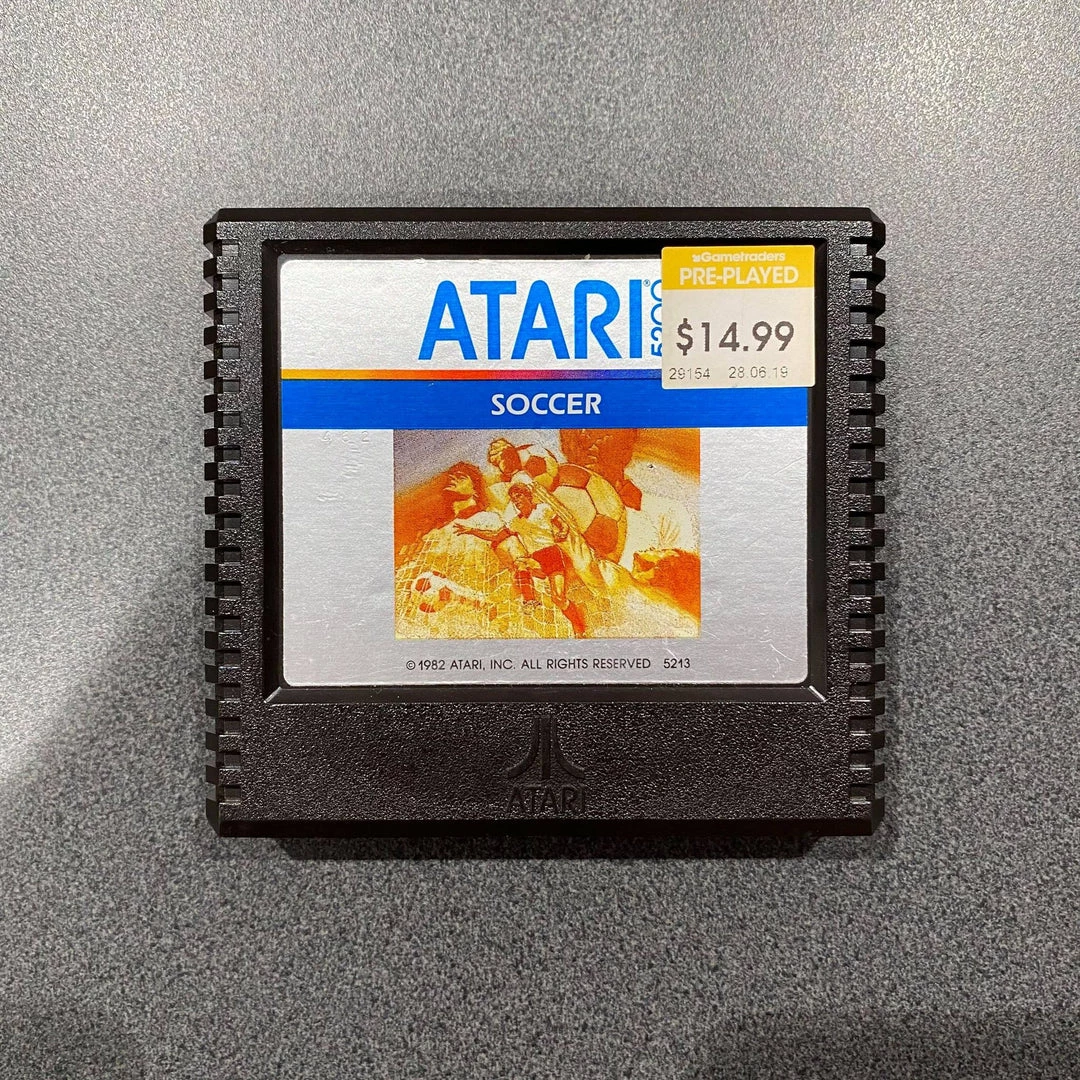 ATARI®
5200
Gametraders
PRE-PLAYED
$14.99
29154 28.06.19
SOCCER
462
©1982 ATARI, INC. ALL RIGHTS RESERVED 5213
ATARI